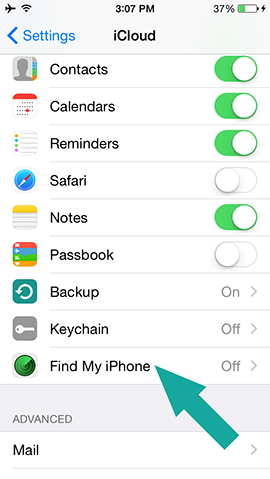 3:07 PM 37%
Settings iCloud
Contacts
Calendars
Reminders
Safari
Notes
Passbook
Backup On
Keychain Off
Find My iPhone Off
ADVANCED
Mail